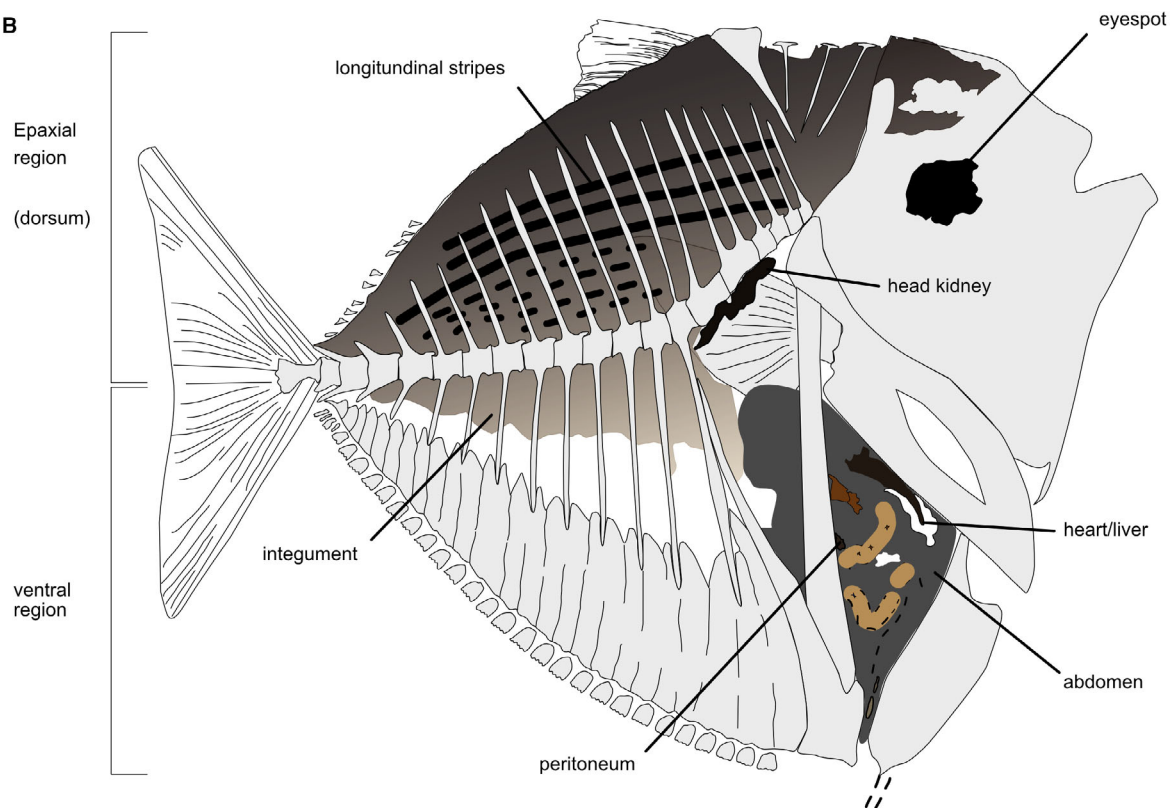 B
eyespot
longitundinal stripes
Epaxial
region
(dorsum)
head kidney
heart/liver
integument
ventral
region
abdomen
peritoneum